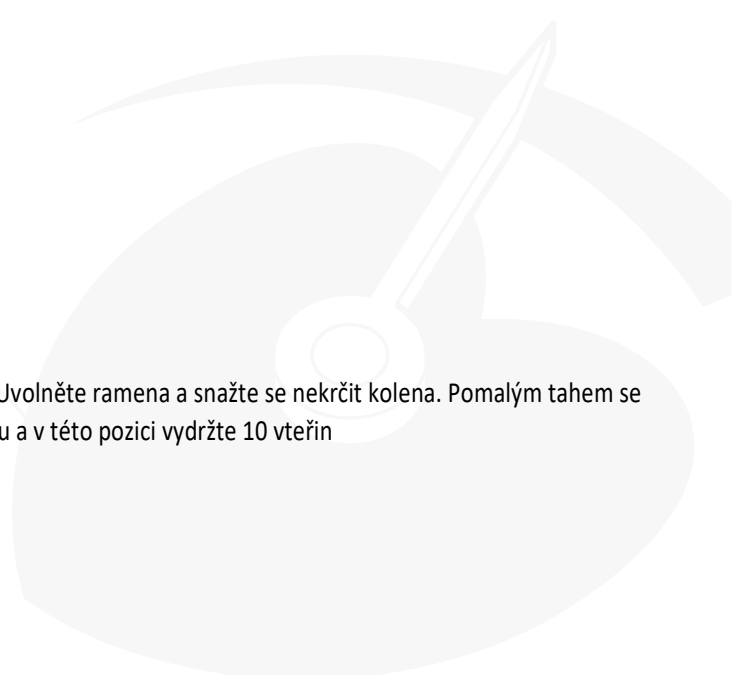 Uvolněte ramena a snažte se nekrčit kolena. Pomalým tahem se
a v této pozici vydržte 10 vteřin